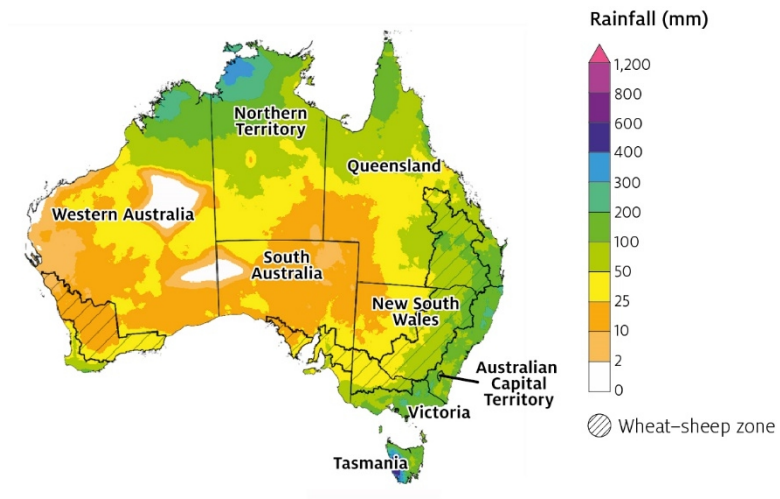 Rainfall (mm)
1,200
800
600
400
300
200
100
50
25
10
2
0
Wheat–sheep zone
Northern
Territory
Queensland
Western Australia
South
Australia
New South
Wales
Australian
Capital
Territory
Victoria
Tasmania